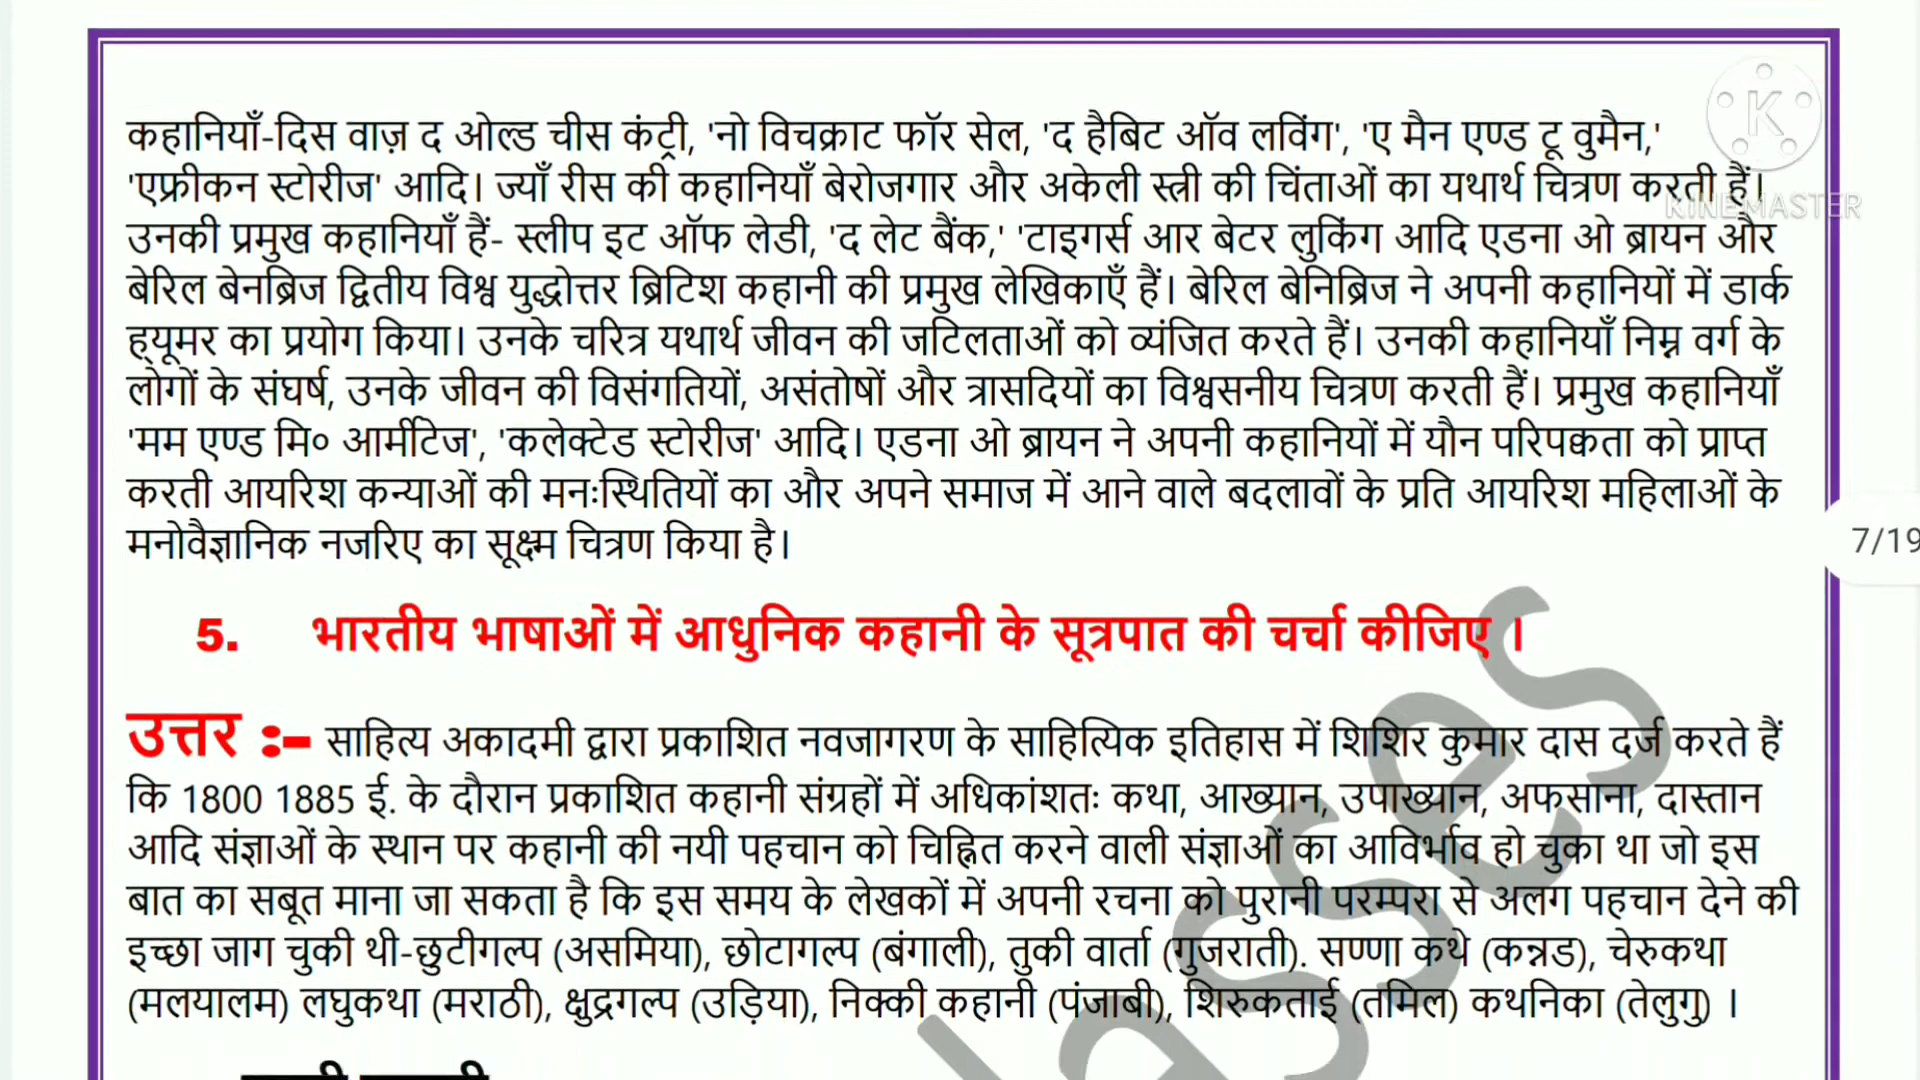 कहानियाँ-दिस वाज़ द ओल्ड चीस कंट्री, 'नो विचक्राट फॉर सेल, 'द हैबिट ऑव लविंग', 'ए मैन एण्ड टू वुमैन,'
'एफ्रीकन स्टोरीज' आदि। ज्याँ रीस की कहानियाँ बेरोजगार और अकेली स्त्री की चिंताओं का यथार्थ चित्रण करती हैं।
उनकी प्रमुख कहानियाँ हैं- स्लीप इट ऑफ लेडी, 'द लेट बैंक,' 'टाइगर्स आर बेटर लुकिंग आदि एडना ओ ब्रायन और
बेरिल बेनब्रिज द्वितीय विश्व युद्धोत्तर ब्रिटिश कहानी की प्रमुख लेखिकाएँ हैं। बेरिल बेनिब्रिज ने अपनी कहानियों में डार्क
ह्यूमर का प्रयोग किया। उनके चरित्र यथार्थ जीवन की जटिलताओं को व्यंजित करते हैं। उनकी कहानियाँ निम्न वर्ग के
लोगों के संघर्ष, उनके जीवन की विसंगतियों, असंतोषों और त्रासदियों का विश्वसनीय चित्रण करती हैं। प्रमुख कहानियाँ
'मम एण्ड मि० आर्मीटेज', 'कलेक्टेड स्टोरीज' आदि। एडना ओ ब्रायन ने अपनी कहानियों में यौन परिपक्वता को प्राप्त
करती आयरिश कन्याओं की मनःस्थितियों का और अपने समाज में आने वाले बदलावों के प्रति आयरिश महिलाओं के
मनोवैज्ञानिक नजरिए का सूक्ष्म चित्रण किया है।
5. भारतीय भाषाओं में आधुनिक कहानी के सूत्रपात की चर्चा कीजिए ।
उत्तर :- साहित्य अकादमी द्वारा प्रकाशित नवजागरण के साहित्यिक इतिहास में शिशिर कुमार दास दर्ज करते हैं
कि 1800 1885 ई. के दौरान प्रकाशित कहानी संग्रहों में अधिकांशतः कथा, आख्यान, उपाख्यान, अफसाना, दास्तान
आदि संज्ञाओं के स्थान पर कहानी की नयी पहचान को चिह्नित करने वाली संज्ञाओं का आविर्भाव हो चुका था जो इस
बात का सबूत माना जा सकता है कि इस समय के लेखकों में अपनी रचना को पुरानी परम्परा से अलग पहचान देने की
इच्छा जाग चुकी थी-छुटीगल्प (असमिया), छोटागल्प (बंगाली), तुकी वार्ता (गुजराती). सण्णा कथे (कन्नड), चेरुकथा
(मलयालम) लघुकथा (मराठी), क्षुद्रगल्प (उड़िया), निक्की कहानी (पंजाबी), शिरुकताई (तमिल) कथनिका (तेलुगु) ।
K
KINEMASTER
7/19
lasses